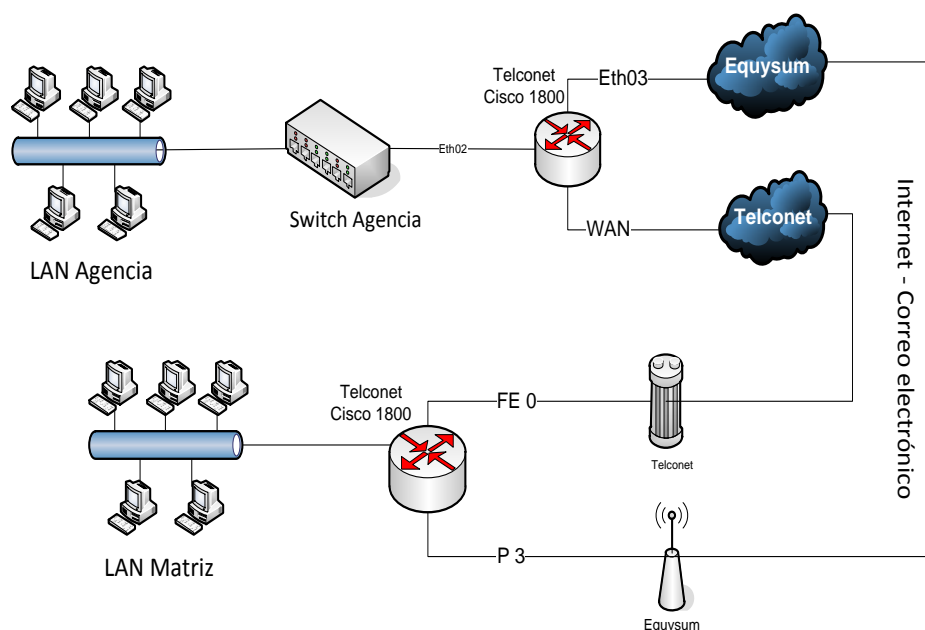 Equysum
Telconet
Cisco 1800
Eth03
Eth02
Switch Agencia
LAN Agencia
WAN
Telconet
Internet - Correo electrónico
Telconet
Cisco 1800
FE 0
Telconet
LAN Matriz
P 3
Equysum